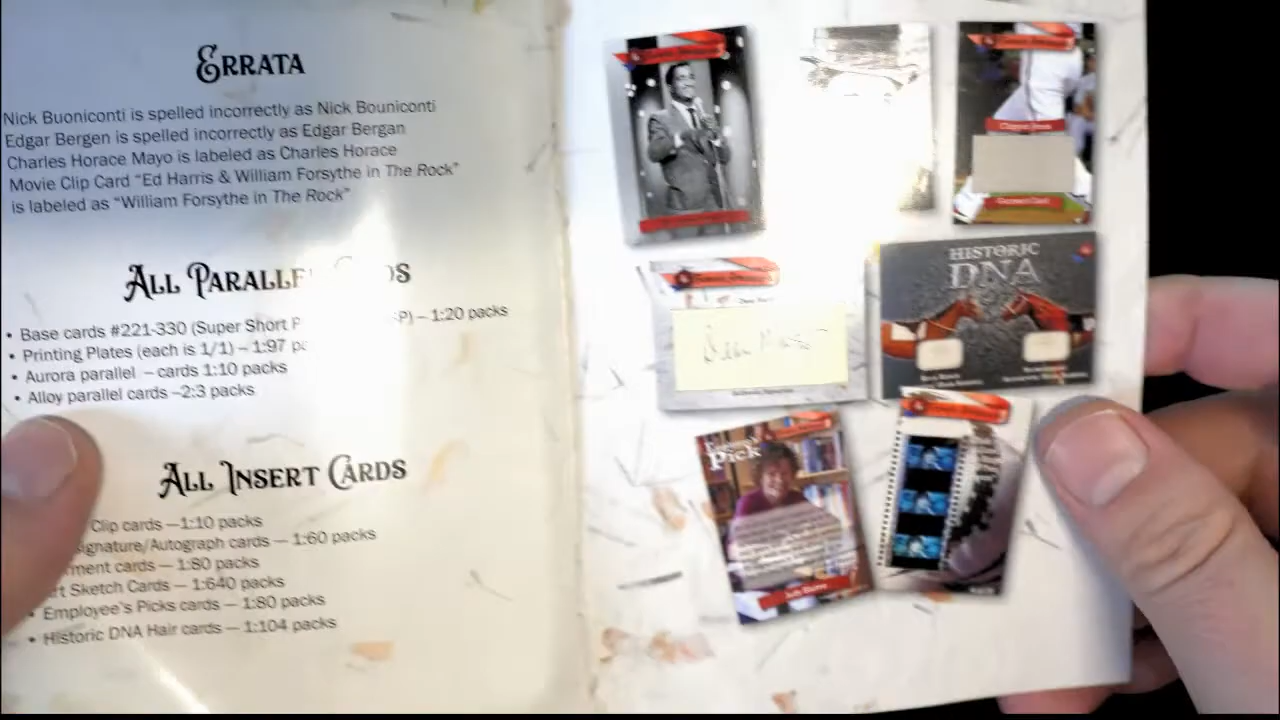 ERRATA
Nick Buoniconti is spelled incorrectly as Nick Bouniconti
Edgar Bergen is spelled incorrectly as Edgar Bergan
Charles Horace Mayo is labeled as Charles Horace
Movie Clip Card "Ed Harris & William Forsythe in The Rock"
is labeled as "William Forsythe in The Rock"
ALL PARALLE DS
• Base cards #221-330 (Super Short P P) – 1:20 packs
• Printing Plates (each is 1/1) – 1:97 pa
• Aurora parallel – cards 1:10 packs
• Alloy parallel cards –2:3 packs
ALL INSERT CARDS
Clip cards —1:10 packs
ignature/Autograph cards — 1:60 packs
ment cards — 1:80 packs
rt Sketch Cards — 1:640 packs
• Employee's Picks cards — 1:80 packs
• Historic DNA Hair cards — 1:104 packs
HISTORIC
DNA
Pick